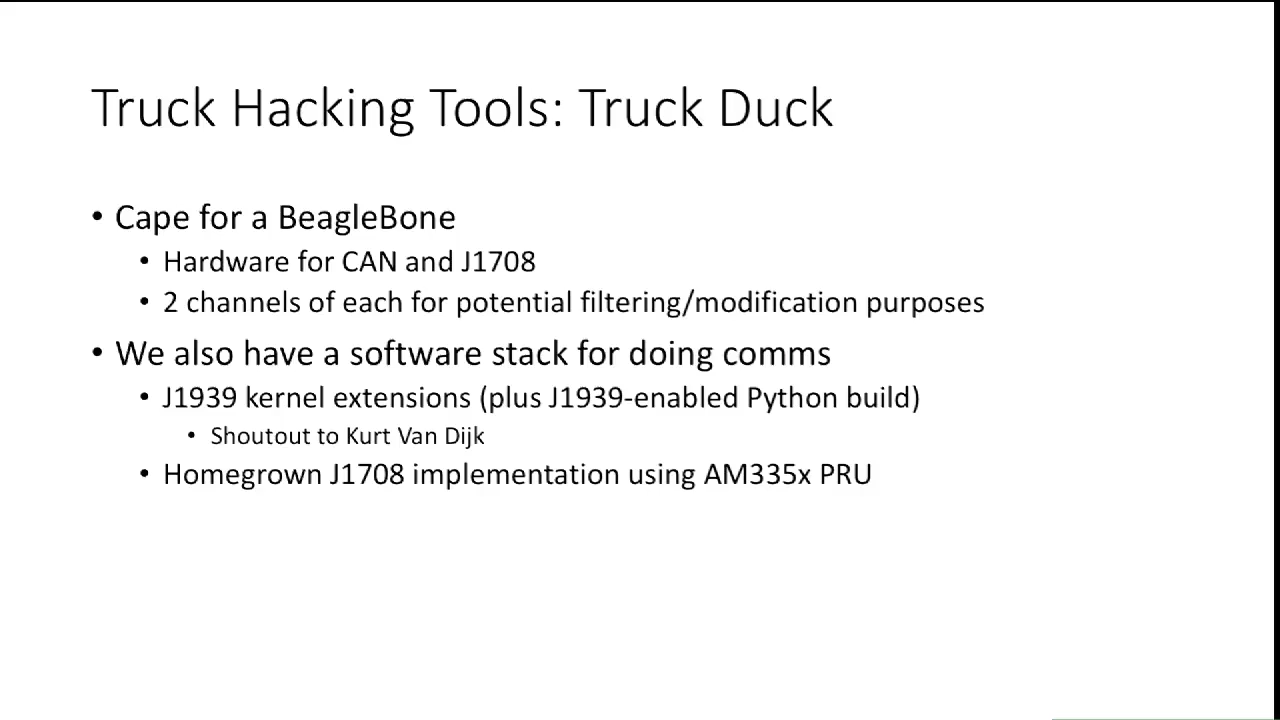 Truck Hacking Tools: Truck Duck
• Cape for a BeagleBone
• Hardware for CAN and J1708
• 2 channels of each for potential filtering/modification purposes
• We also have a software stack for doing comms
• J1939 kernel extensions (plus J1939-enabled Python build)
• Shoutout to Kurt Van Dijk
• Homegrown J1708 implementation using AM335x PRU